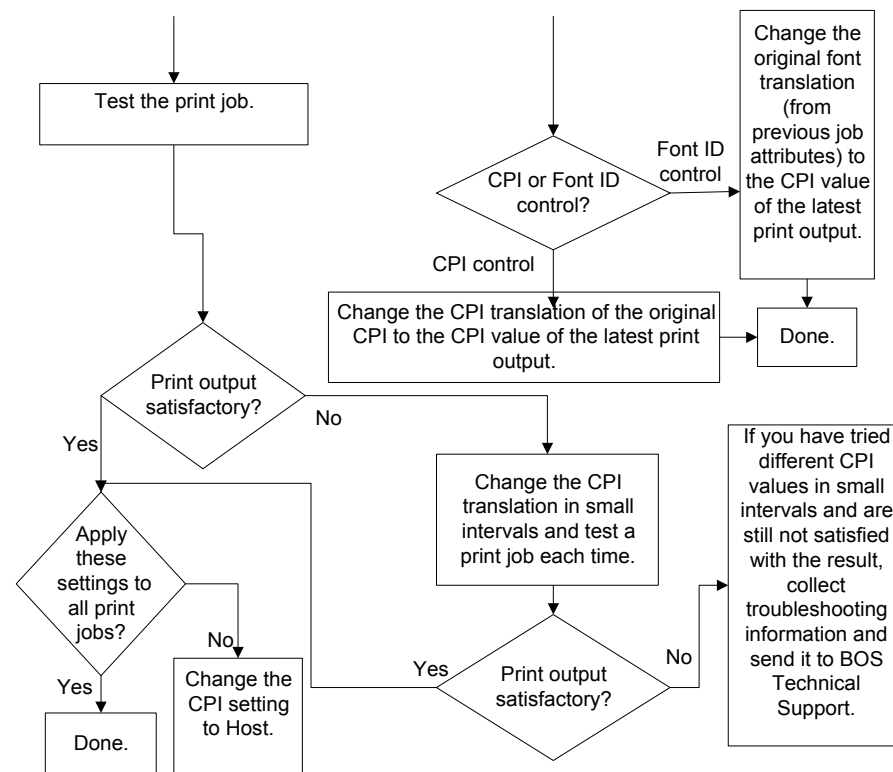 Test the print job.
CPI or Font ID
control?
Font ID
control
Change the
original font
translation
(from
previous job
attributes) to
the CPI value
of the latest
print output.
CPI control
Change the CPI translation of the original
CPI to the CPI value of the latest print
output.
Done.
Print output
satisfactory?
Yes
No
Change the CPI
translation in small
intervals and test a
print job each time.
If you have tried
different CPI
values in small
intervals and are
still not satisfied
with the result,
collect
troubleshooting
information and
send it to BOS
Technical
Support.
Apply
these
settings to
all print
jobs?
No
Yes
Change the
CPI setting
to Host.
Done.
Print output
satisfactory?
Yes
No